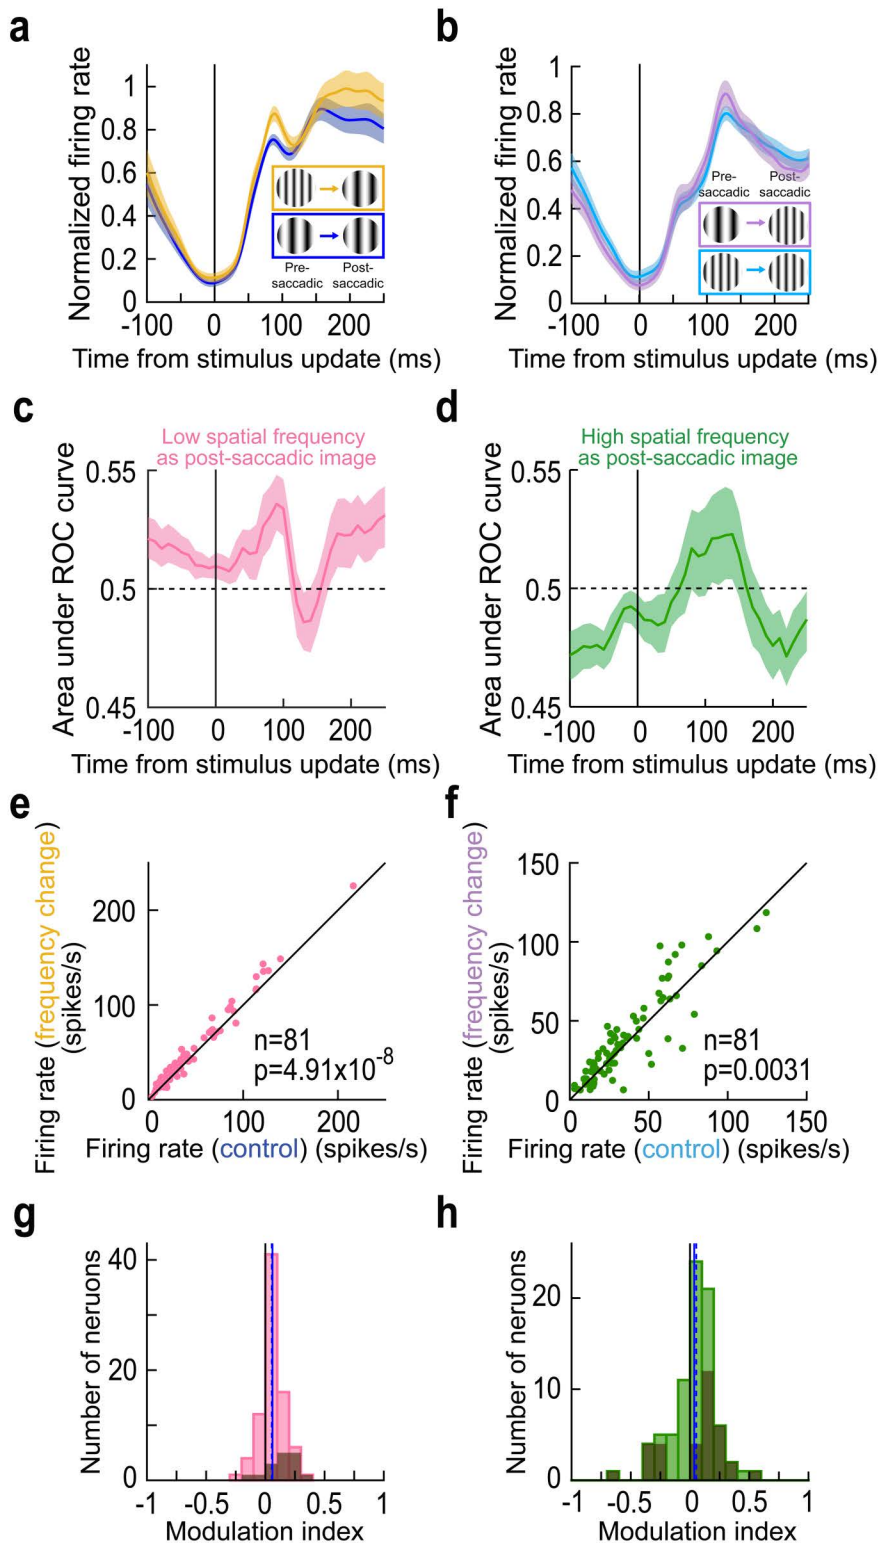 a
Normalized firing rate
1
0.8
0.6
0.4
0.2
0
-100
0
100
200
Time from stimulus update (ms)
Pre-
saccadic
Post-
saccadic
b
Normalized firing rate
1
0.8
0.6
0.4
0.2
0
-100
0
100
200
Time from stimulus update (ms)
Pre-
saccadic
Post-
saccadic
c
Low spatial frequency
as post-saccadic image
Area under ROC curve
0.55
0.5
0.45
-100
0
100
200
Time from stimulus update (ms)
d
High spatial frequency
as post-saccadic image
Area under ROC curve
0.55
0.5
0.45
-100
0
100
200
Time from stimulus update (ms)
e
Firing rate (frequency change)
(spikes/s)
200
100
0
0
100
200
n=81
p=4.91x10-8
Firing rate (control) (spikes/s)
f
Firing rate (frequency change)
(spikes/s)
150
100
50
0
0
50
100
150
n=81
p=0.0031
Firing rate (control) (spikes/s)
g
Number of neruons
40
20
0
-1
-0.5
0
0.5
1
Modulation index
h
Number of neruons
20
10
0
-1
-0.5
0
0.5
1
Modulation index